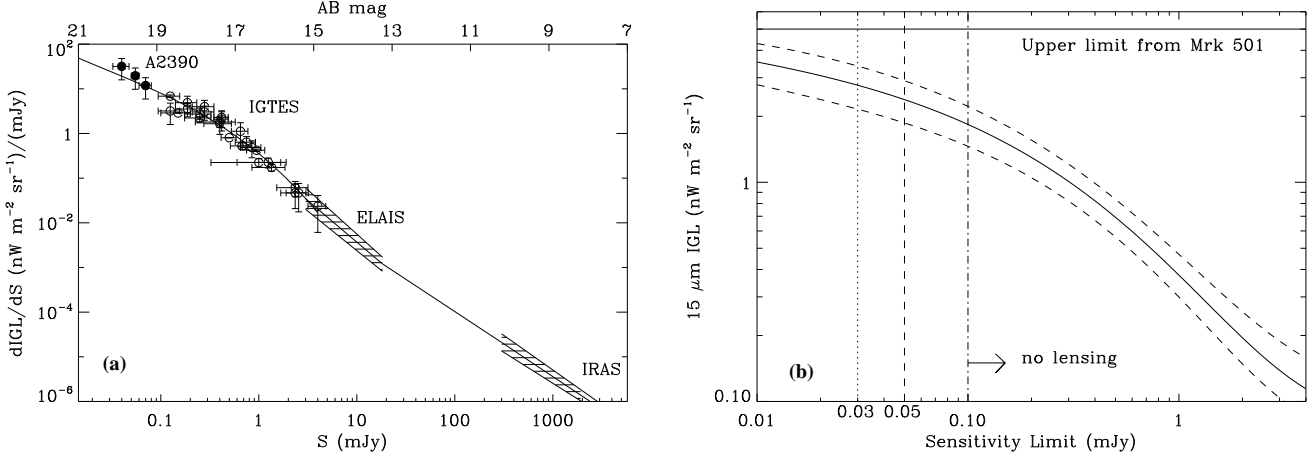 AB mag
21 19 17 15 13 11 9 7
10² 1 10⁻² 10⁻⁴ 10⁻⁶
dIGL/dS (nW m⁻² sr⁻¹)/(mJy)
A2390
IGTES
ELAIS
IRAS
(a)
0.1 1 10 100 1000
S (mJy)
Upper limit from Mrk 501
15 μm IGL (nW m⁻² sr⁻¹)
1
0.10
no lensing
(b)
0.01 0.03 0.05 0.10 1
Sensitivity Limit (mJy)